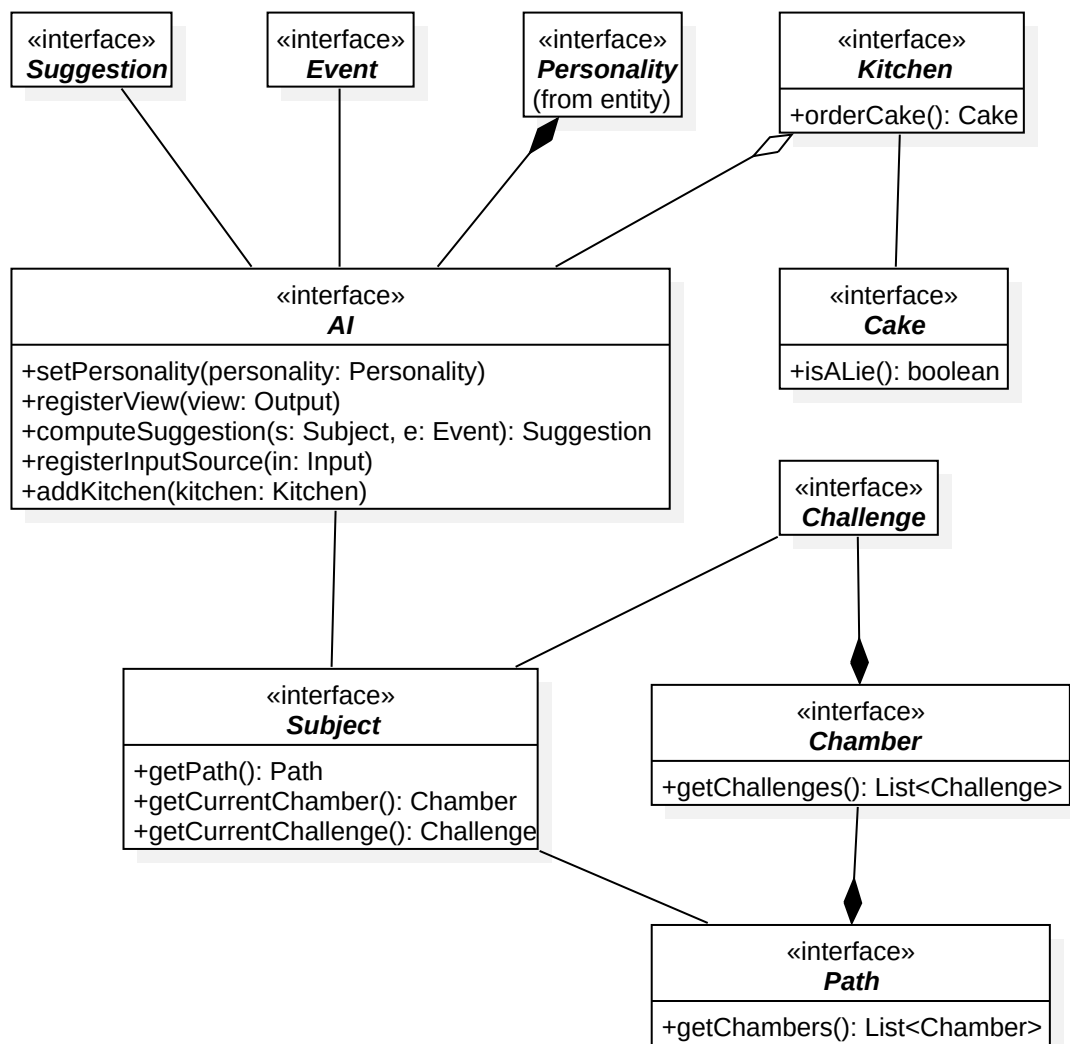 «interface»
Suggestion
«interface»
Event
«interface»
Personality
(from entity)
«interface»
Kitchen
+orderCake(): Cake
«interface»
AI
+setPersonality(personality: Personality)
+registerView(view: Output)
+computeSuggestion(s: Subject, e: Event): Suggestion
+registerInputSource(in: Input)
+addKitchen(kitchen: Kitchen)
«interface»
Cake
+isALie(): boolean
«interface»
Challenge
«interface»
Subject
+getPath(): Path
+getCurrentChamber(): Chamber
+getCurrentChallenge(): Challenge
«interface»
Chamber
+getChallenges(): List<Challenge>
«interface»
Path
+getChambers(): List<Chamber>